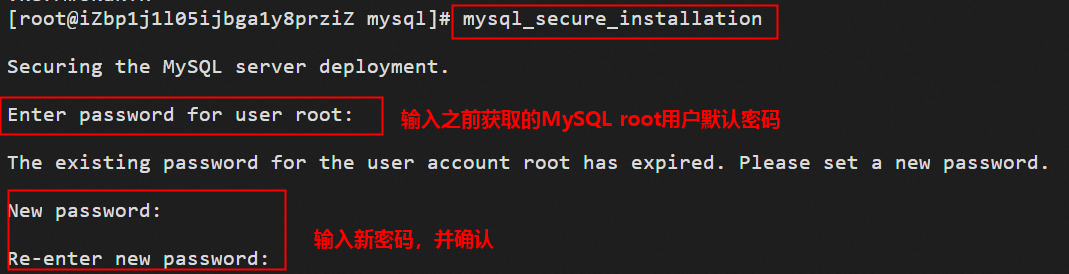 [root@iZbp1j1l05ijbga1y8prziZ mysql]# mysql_secure_installation
Securing the MySQL server deployment.
Enter password for user root:
输入之前获取的MySQL root用户默认密码
The existing password for the user account root has expired. Please set a new password.
New password:
输入新密码，并确认
Re-enter new password: